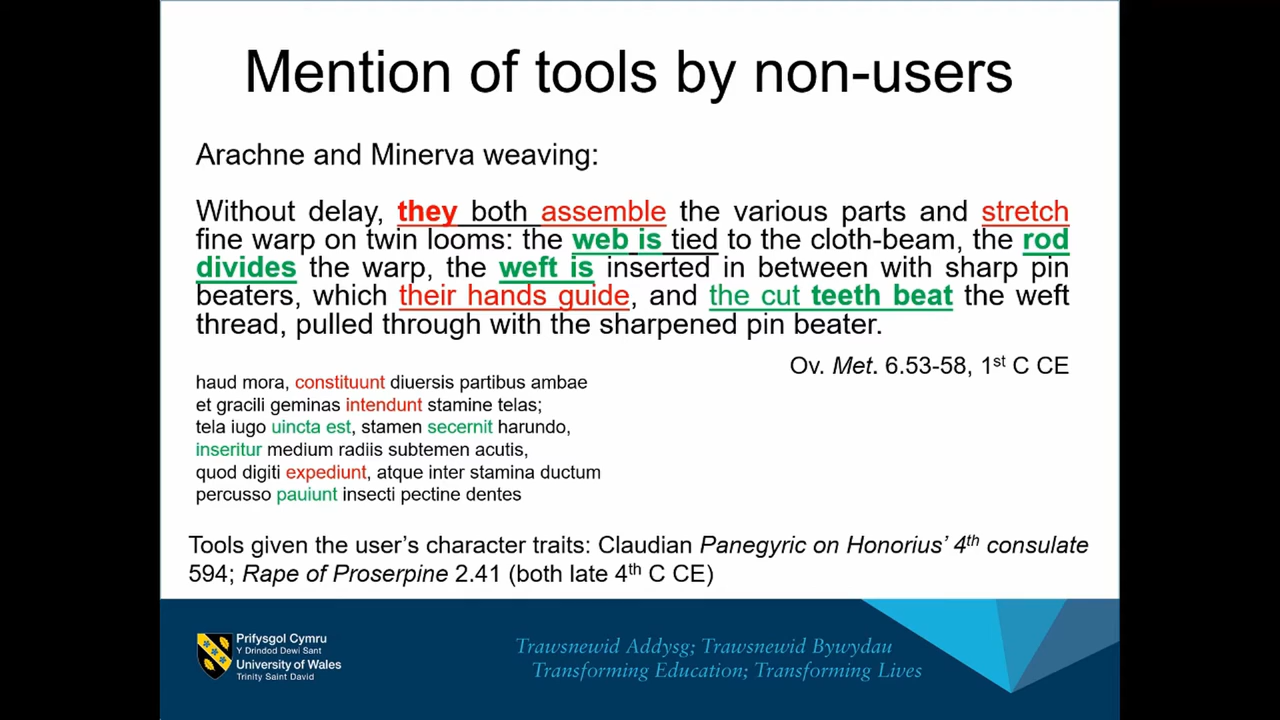 Mention of tools by non-users
Arachne and Minerva weaving:
Without delay, they both assemble the various parts and stretch
fine warp on twin looms: the web is tied to the cloth-beam, the rod
divides the warp, the weft is inserted in between with sharp pin
beaters, which their hands guide, and the cut teeth beat the weft
thread, pulled through with the sharpened pin beater.
Ov. Met. 6.53-58, 1st C CE
haud mora, constituunt diuersis partibus ambae
et gracili geminas intendunt stamine telas;
tela iugo uincta est, stamen secernit harundo,
inseritur medium radiis subtemen acutis,
quod digiti expediunt, atque inter stamina ductum
percusso pauiunt insecti pectine dentes
Tools given the user's character traits: Claudian Panegyric on Honorius' 4th consulate
594; Rape of Proserpine 2.41 (both late 4th C CE)
Prifysgol Cymru
Y Drindod Dewi Sant
University of Wales
Trinity Saint David
Trawsnewid Addysg; Trawsnewid Bywydau
Transforming Education; Transforming Lives